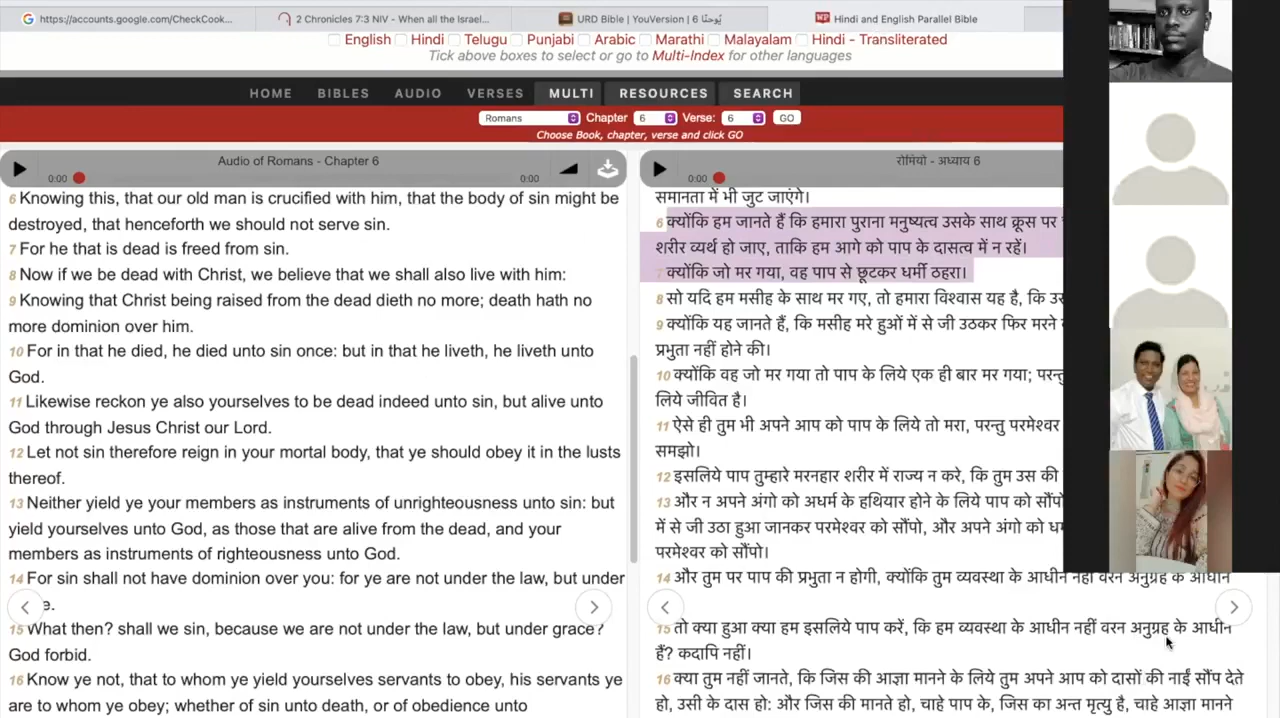 https://accounts.google.com/CheckCook...
2 Chronicles 7:3 NIV - When all the Israel...
URD Bible | YouVersion | 6 يُوحنّا
Hindi and English Parallel Bible
English Hindi Telugu Punjabi Arabic Marathi Malayalam Hindi - Transliterated
Tick above boxes to select or go to Multi-Index for other languages
HOME BIBLES AUDIO VERSES MULTI RESOURCES SEARCH
Romans Chapter 6 Verse: 6 GO
Choose Book, chapter, verse and click GO
Audio of Romans - Chapter 6
0:00 0:00
6 Knowing this, that our old man is crucified with him, that the body of sin might be
destroyed, that henceforth we should not serve sin.
7 For he that is dead is freed from sin.
8 Now if we be dead with Christ, we believe that we shall also live with him:
9 Knowing that Christ being raised from the dead dieth no more; death hath no
more dominion over him.
10 For in that he died, he died unto sin once: but in that he liveth, he liveth unto
God.
11 Likewise reckon ye also yourselves to be dead indeed unto sin, but alive unto
God through Jesus Christ our Lord.
12 Let not sin therefore reign in your mortal body, that ye should obey it in the lusts
thereof.
13 Neither yield ye your members as instruments of unrighteousness unto sin: but
yield yourselves unto God, as those that are alive from the dead, and your
members as instruments of righteousness unto God.
14 For sin shall not have dominion over you: for ye are not under the law, but under
e.
15 What then? shall we sin, because we are not under the law, but under grace?
God forbid.
16 Know ye not, that to whom ye yield yourselves servants to obey, his servants ye
are to whom ye obey; whether of sin unto death, or of obedience unto
रोमियो - अध्याय 6
0:00
समानता में भी जुट जाएंगे।
6 क्योंकि हम जानते हैं कि हमारा पुराना मनुष्यत्व उसके साथ क्रूस पर
शरीर व्यर्थ हो जाए, ताकि हम आगे को पाप के दासत्व में न रहें।
7 क्योंकि जो मर गया, वह पाप से छूटकर धर्मी ठहरा।
8 सो यदि हम मसीह के साथ मर गए, तो हमारा विश्वास यह है, कि
9 क्योंकि यह जानते हैं, कि मसीह मरे हुओं में से जी उठकर फिर मरने
प्रभुता नहीं होने की।
10 क्योंकि वह जो मर गया तो पाप के लिये एक ही बार मर गया;
लिये जीवित है।
11 ऐसे ही तुम भी अपने आप को पाप के लिये तो मरा, परन्तु परमेश्वर
समझो।
12 इसलिये पाप तुम्हारे मरनहार शरीर में राज्य न करे, कि तुम उस की
13 और न अपने अंगो को अधर्म के हथियार होने के लिये पाप को सौंपो
में से जी उठा हुआ जानकर परमेश्वर को सौंपो, और अपने अंगो को
परमेश्वर को सौंपो।
14 और तुम पर पाप की प्रभुता न होगी, क्योंकि तुम व्यवस्था के आधीन नहीं वरन अनुग्रह के आधीन
15 तो क्या हुआ क्या हम इसलिये पाप करें, कि हम व्यवस्था के आधीन नहीं वरन अनुग्रह के आधीन
हैं? कदापि नहीं।
16 क्या तुम नहीं जानते, कि जिस की आज्ञा मानने के लिये तुम अपने आप को दासों की नाईं सौंप देते
हो, उसी के दास हो: और जिस की मानते हो, चाहे पाप के, जिस का अन्त मृत्यु है, चाहे आज्ञा मानने